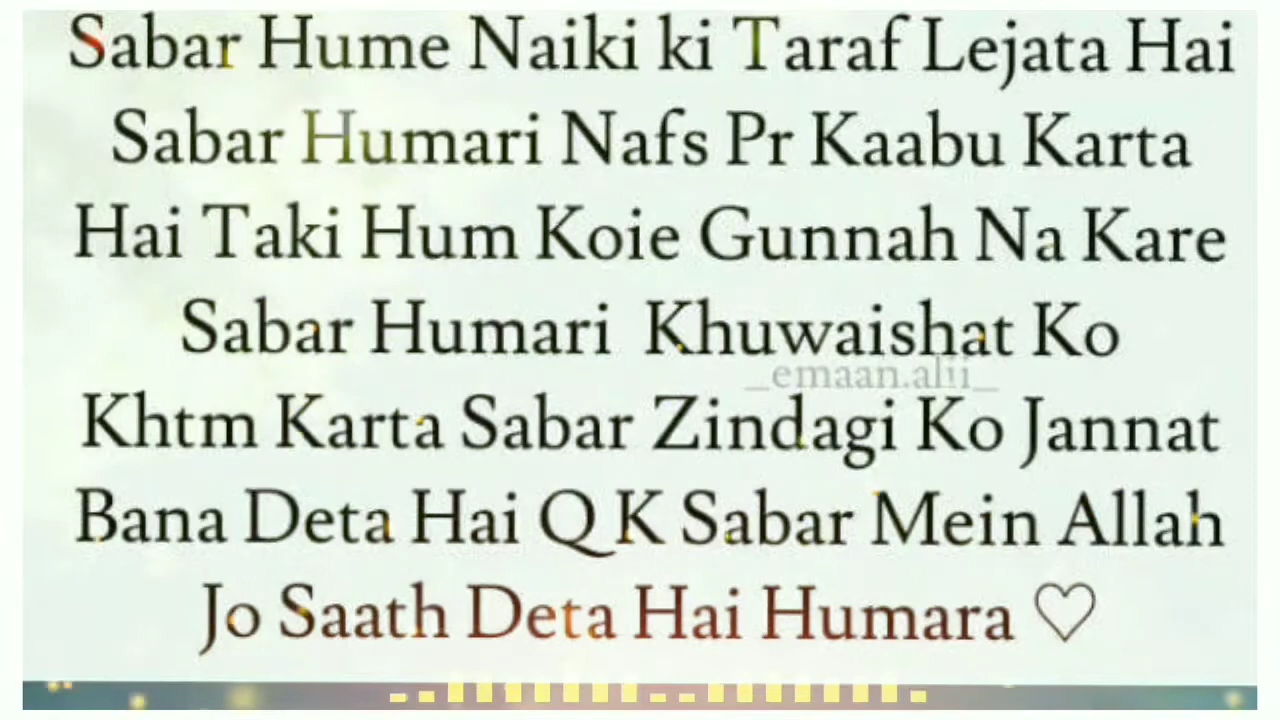 Sabar Hume Naiki ki Taraf Lejata Hai
Sabar Humari Nafs Pr Kaabu Karta
Hai Taki Hum Koie Gunnah Na Kare
Sabar Humari Khuwaishat Ko
_emaan.alii_
Khtm Karta Sabar Zindagi Ko Jannat
Bana Deta Hai Q K Sabar Mein Allah
Jo Saath Deta Hai Humara ♡